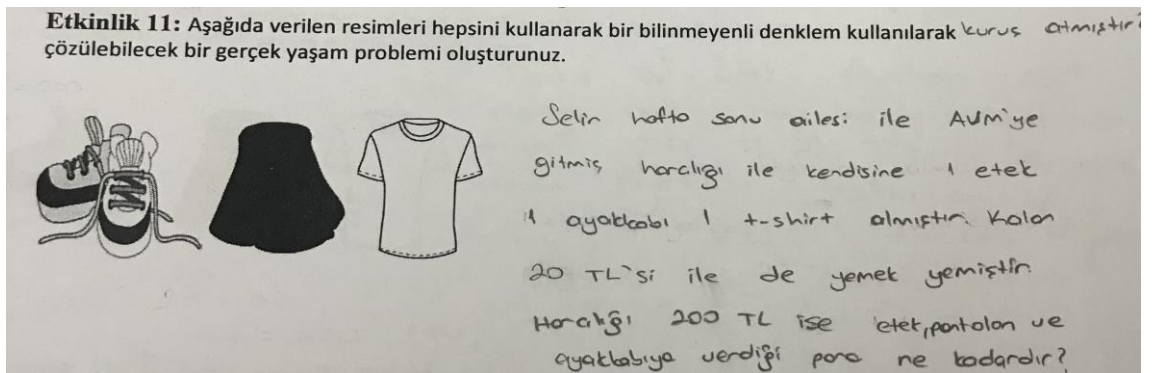 Etkinlik 11: Aşağıda verilen resimleri hepsini kullanarak bir bilinmeyenli denklem kullanılarak kuruş atmıştır?
çözülebilecek bir gerçek yaşam problemi oluşturunuz.
Selin hafta sonu ailesi ile AVM'ye
gitmiş harçlığı ile kendisine 1 etek
1 ayakkabı 1 t-shirt almıştır. Kalan
20 TL'si ile de yemek yemiştir.
Harçlığı 200 TL ise etek, pantolon ve
ayakkabıya verdiği para ne kadardır?